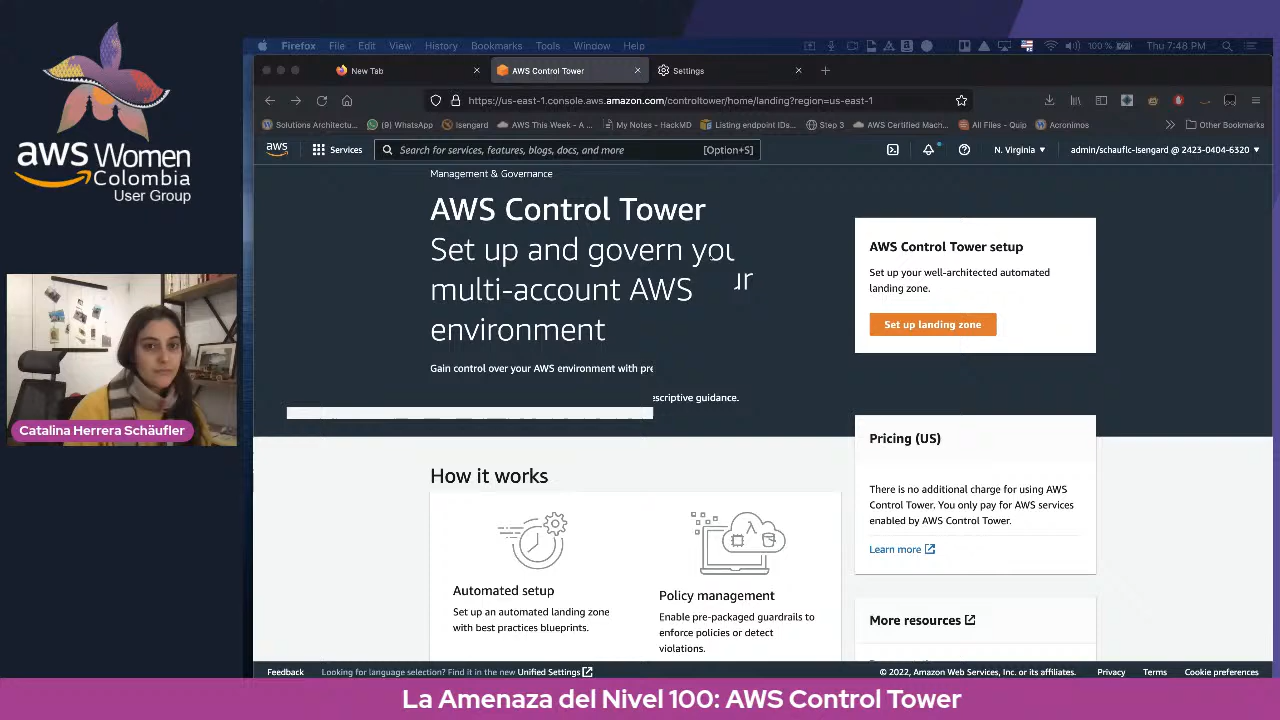 aws Women
Colombia
User Group
Catalina Herrera Schäufler
Firefox File Edit View History Bookmarks Tools Window Help
100 % Thu 7:48 PM
New Tab
AWS Control Tower
Settings
https://us-east-1.console.aws.amazon.com/controltower/home/landing?region=us-east-1
Solutions Architectu... (9) WhatsApp Isengard AWS This Week - A ... My Notes - HackMD Listing endpoint IDs... Step 3 AWS Certified Mach... All Files - Quip Acronimos Other Bookmarks
aws Services Search for services, features, blogs, docs, and more [Option+S] N. Virginia admin/schauflc-Isengard @ 2423-0404-6320
Management & Governance
AWS Control Tower
Set up and govern your
multi-account AWS
environment
Gain control over your AWS environment with pre
escriptive guidance.
AWS Control Tower setup
Set up your well-architected automated
landing zone.
Set up landing zone
Pricing (US)
There is no additional charge for using AWS
Control Tower. You only pay for AWS services
enabled by AWS Control Tower.
Learn more
More resources
How it works
Automated setup
Set up an automated landing zone
with best practices blueprints.
Policy management
Enable pre-packaged guardrails to
enforce policies or detect
violations.
Feedback Looking for language selection? Find it in the new Unified Settings © 2022, Amazon Web Services, Inc. or its affiliates. Privacy Terms Cookie preferences
La Amenaza del Nivel 100: AWS Control Tower